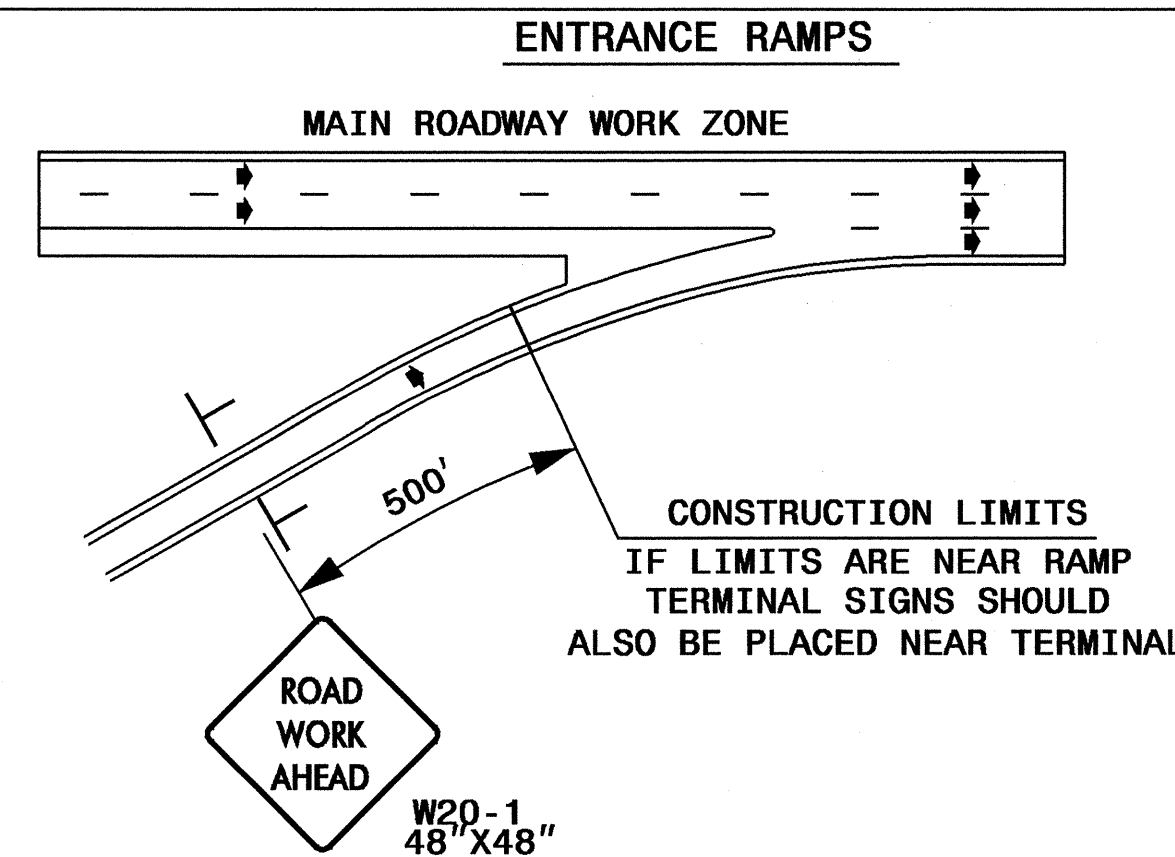 ENTRANCE RAMPS
MAIN ROADWAY WORK ZONE
500'
CONSTRUCTION LIMITS
IF LIMITS ARE NEAR RAMP
TERMINAL SIGNS SHOULD
ALSO BE PLACED NEAR TERMINAL
ROAD
WORK
AHEAD
W20-1
48"X48"